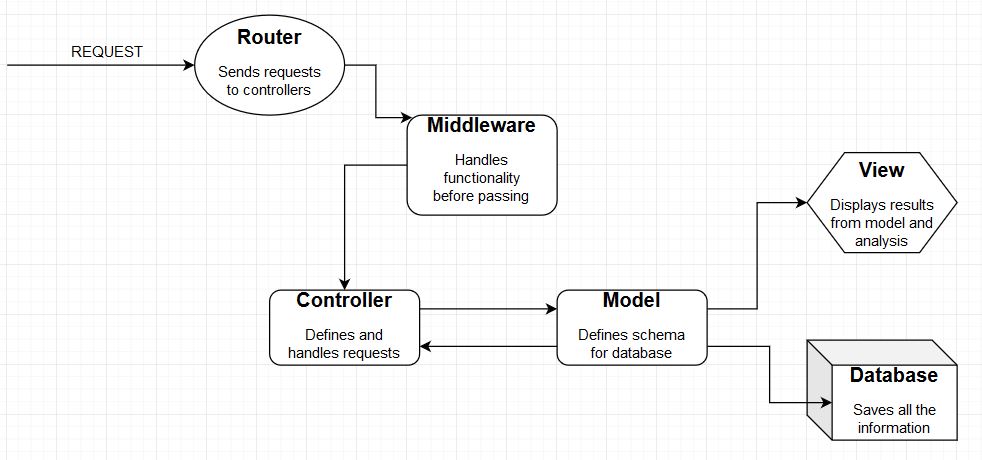 REQUEST
Router
Sends requests
to controllers
Middleware
Handles
functionality
before passing
View
Displays results
from model and
analysis
Controller
Defines and
handles requests
Model
Defines schema
for database
Database
Saves all the
information